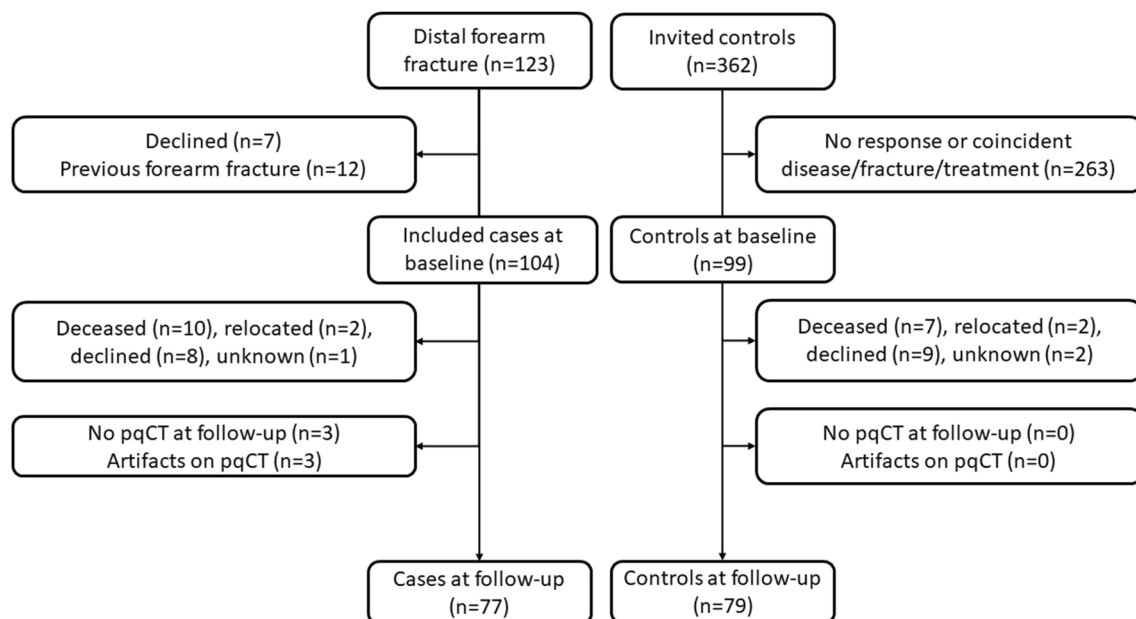 Distal forearm
fracture (n=123)
Invited controls
(n=362)
Declined (n=7)
Previous forearm fracture (n=12)
No response or coincident
disease/fracture/treatment (n=263)
Included cases at
baseline (n=104)
Controls at baseline
(n=99)
Deceased (n=10), relocated (n=2),
declined (n=8), unknown (n=1)
Deceased (n=7), relocated (n=2),
declined (n=9), unknown (n=2)
No pqCT at follow-up (n=3)
Artifacts on pqCT (n=3)
No pqCT at follow-up (n=0)
Artifacts on pqCT (n=0)
Cases at follow-up
(n=77)
Controls at follow-up
(n=79)